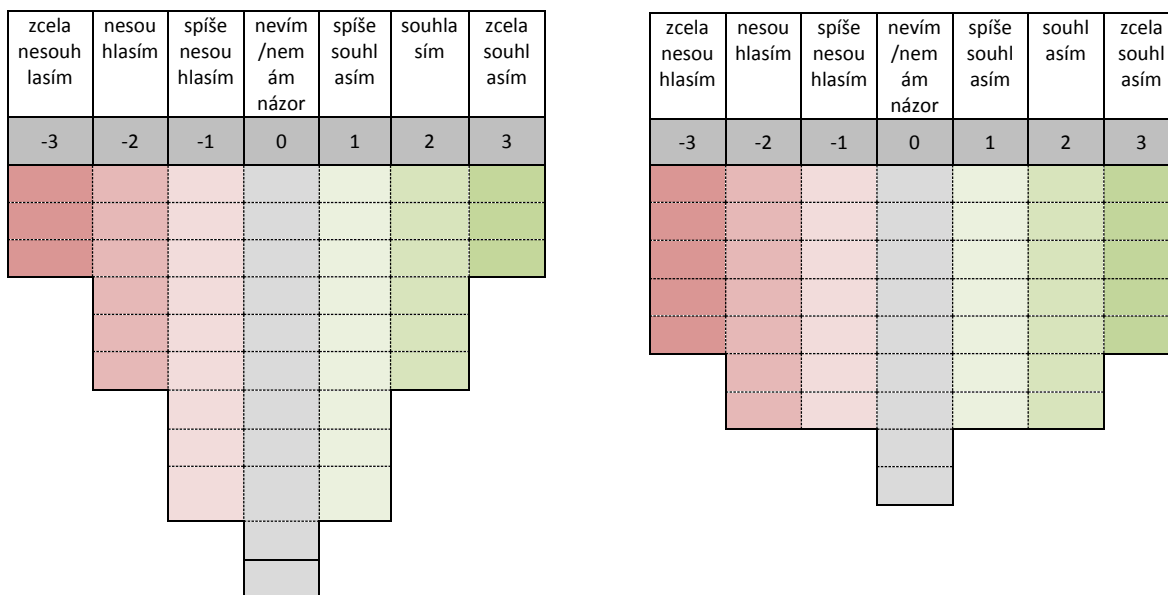 zcela nesouh lasím
nesou hlasím
spíše nesou hlasím
nevím /nem ám názor
spíše souhl asím
souhla sím
zcela souhl asím
-3 -2 -1 0 1 2 3
zcela nesou hlasím
nesou hlasím
spíše nesou hlasím
nevím /nem ám názor
spíše souhl asím
souhl asím
zcela souhl asím
-3 -2 -1 0 1 2 3